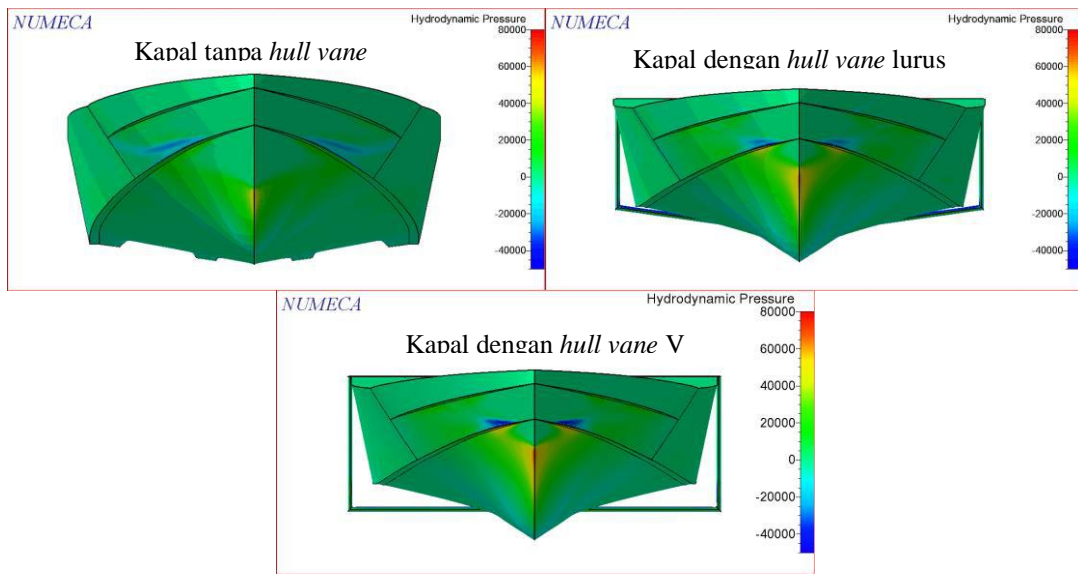 NUMECA
Hydrodynamic Pressure
Kapal tanpa hull vane
80000
60000
40000
20000
0
-20000
-40000
NUMECA
Hydrodynamic Pressure
Kapal dengan hull vane lurus
80000
60000
40000
20000
0
-20000
-40000
NUMECA
Hydrodynamic Pressure
Kapal dengan hull vane V
80000
60000
40000
20000
0
-20000
-40000